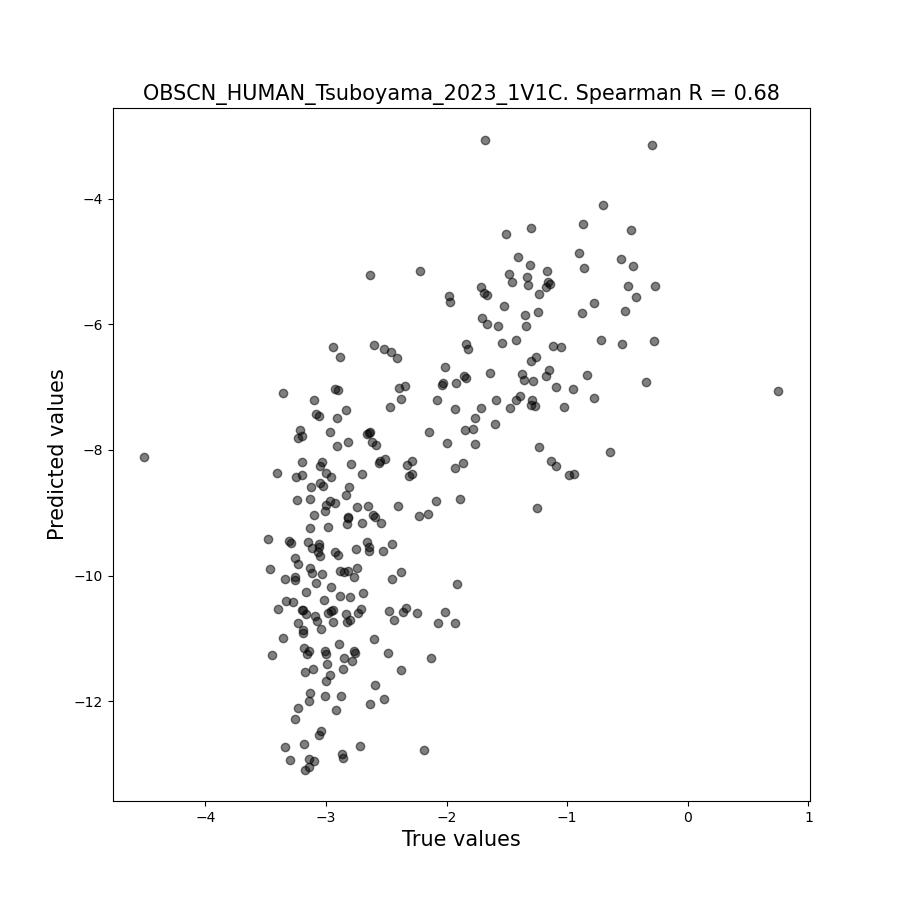 OBSCN_HUMAN_Tsuboyama_2023_1V1C. Spearman R = 0.68
Predicted values
−4
−6
−8
−10
−12
−4 −3 −2 −1 0 1
True values